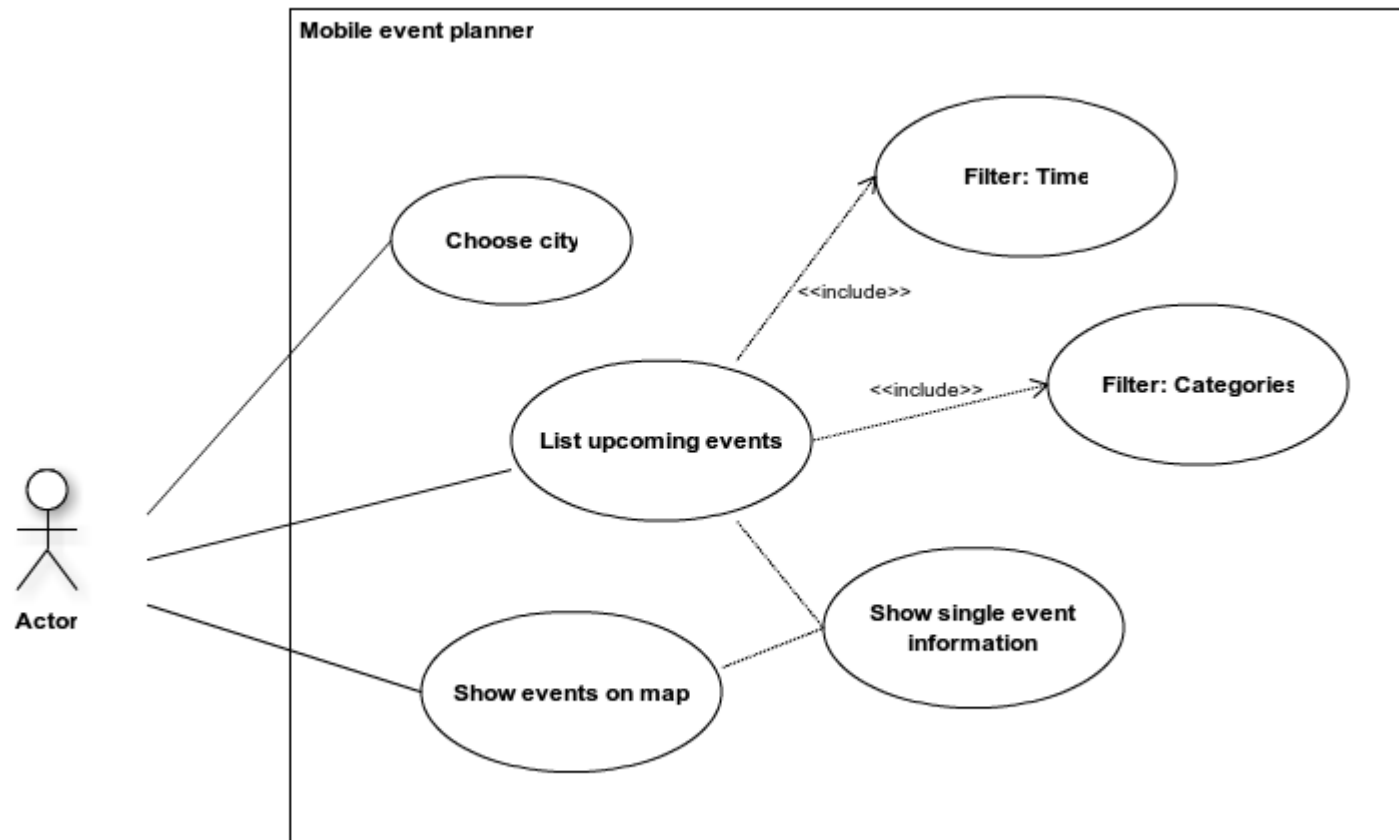 Mobile event planner
Filter: Time
Choose city
<<include>>
<<include>>
Filter: Categories
List upcoming events
Show single event
information
Actor
Show events on map